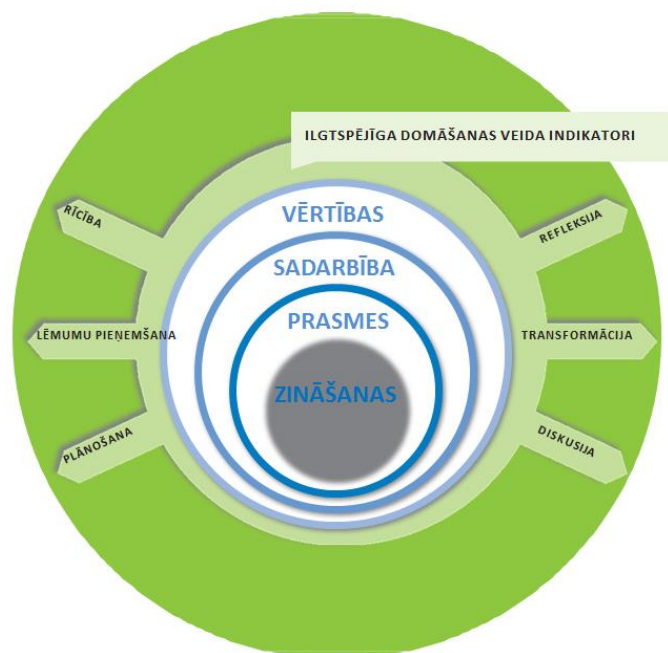 ILGTSPĒJĪGA DOMĀŠANAS VEIDA INDIKATORI
VĒRTĪBAS
SADARBĪBA
PRASMES
ZINĀŠANAS
RĪCĪBA
LĒMUMU PIEŅEMŠANA
PLĀNOŠANA
REFLEKSIJA
TRANSFORMĀCIJA
DISKUSIJA